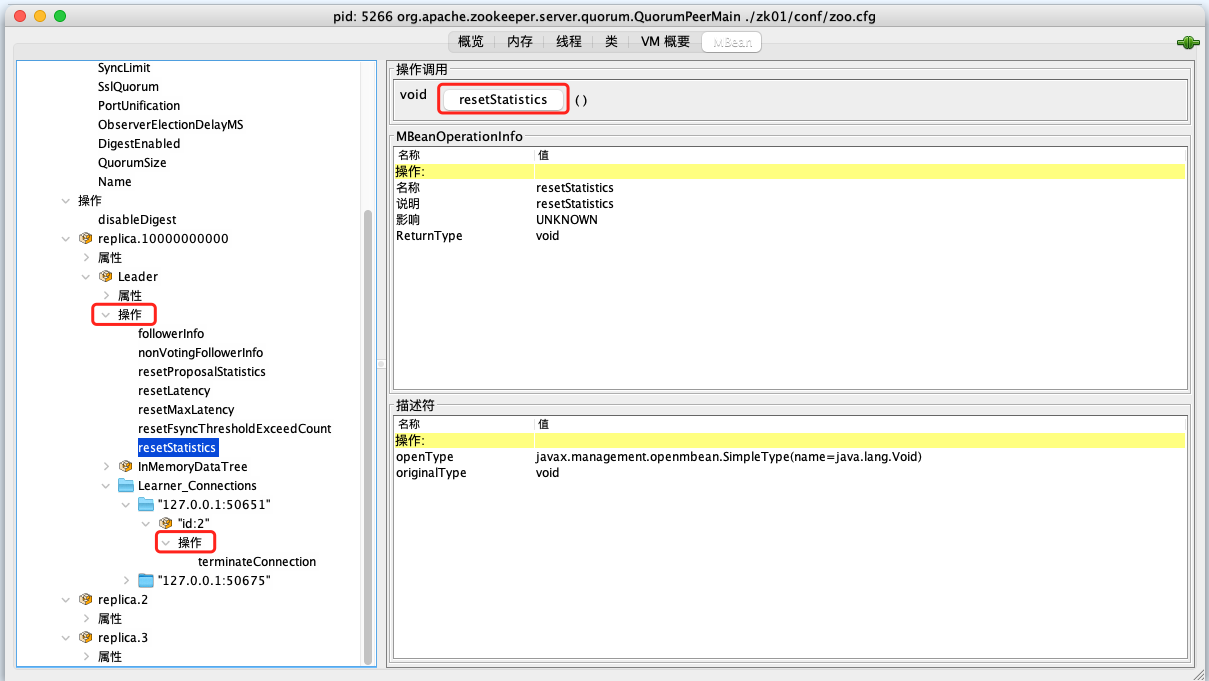 pid: 5266 org.apache.zookeeper.server.quorum.QuorumPeerMain ./zk01/conf/zoo.cfg
概览 内存 线程 类 VM 概要 MBean
SyncLimit
SslQuorum
PortUnification
ObserverElectionDelayMS
DigestEnabled
QuorumSize
Name
操作
disableDigest
replica.10000000000
属性
Leader
属性
操作
followerInfo
nonVotingFollowerInfo
resetProposalStatistics
resetLatency
resetMaxLatency
resetFsyncThresholdExceedCount
resetStatistics
InMemoryDataTree
Learner_Connections
"127.0.0.1:50651"
"id:2"
操作
terminateConnection
"127.0.0.1:50675"
replica.2
属性
replica.3
属性
操作调用
void resetStatistics ( )
MBeanOperationInfo
名称 值
操作:
名称 resetStatistics
说明 resetStatistics
影响 UNKNOWN
ReturnType void
描述符
名称 值
操作:
openType javax.management.openmbean.SimpleType(name=java.lang.Void)
originalType void